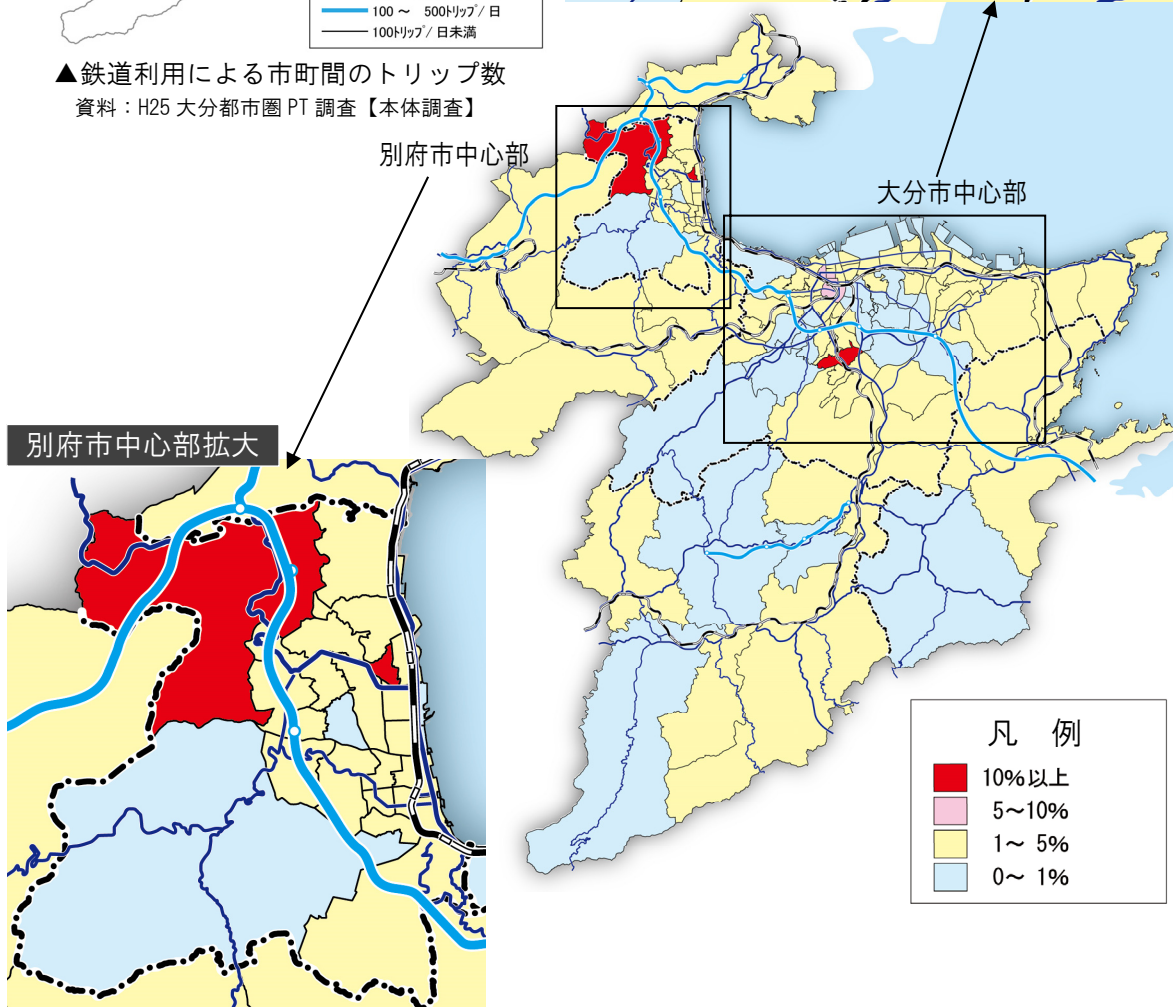 100 ~ 500トリップ/日
100トリップ/日未満
▲鉄道利用による市町間のトリップ数
資料：H25 大分都市圏 PT 調査【本体調査】
別府市中心部
大分市中心部
別府市中心部拡大
凡 例
10%以上
5~10%
1~ 5%
0~ 1%